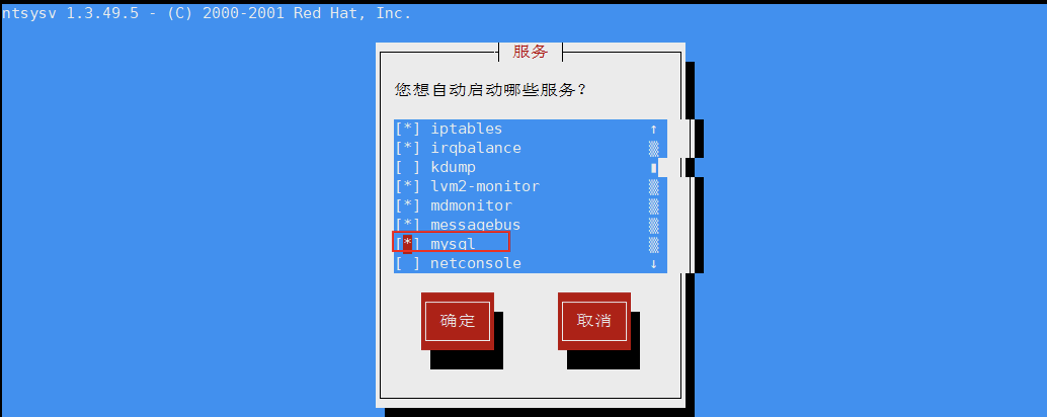 ntsysv 1.3.49.5 - (C) 2000-2001 Red Hat, Inc.
服务
您想自动启动哪些服务？
[*] iptables ↑
[*] irqbalance
[ ] kdump
[*] lvm2-monitor
[*] mdmonitor
[*] messagebus
[*] mysql
[ ] netconsole ↓
确定 取消